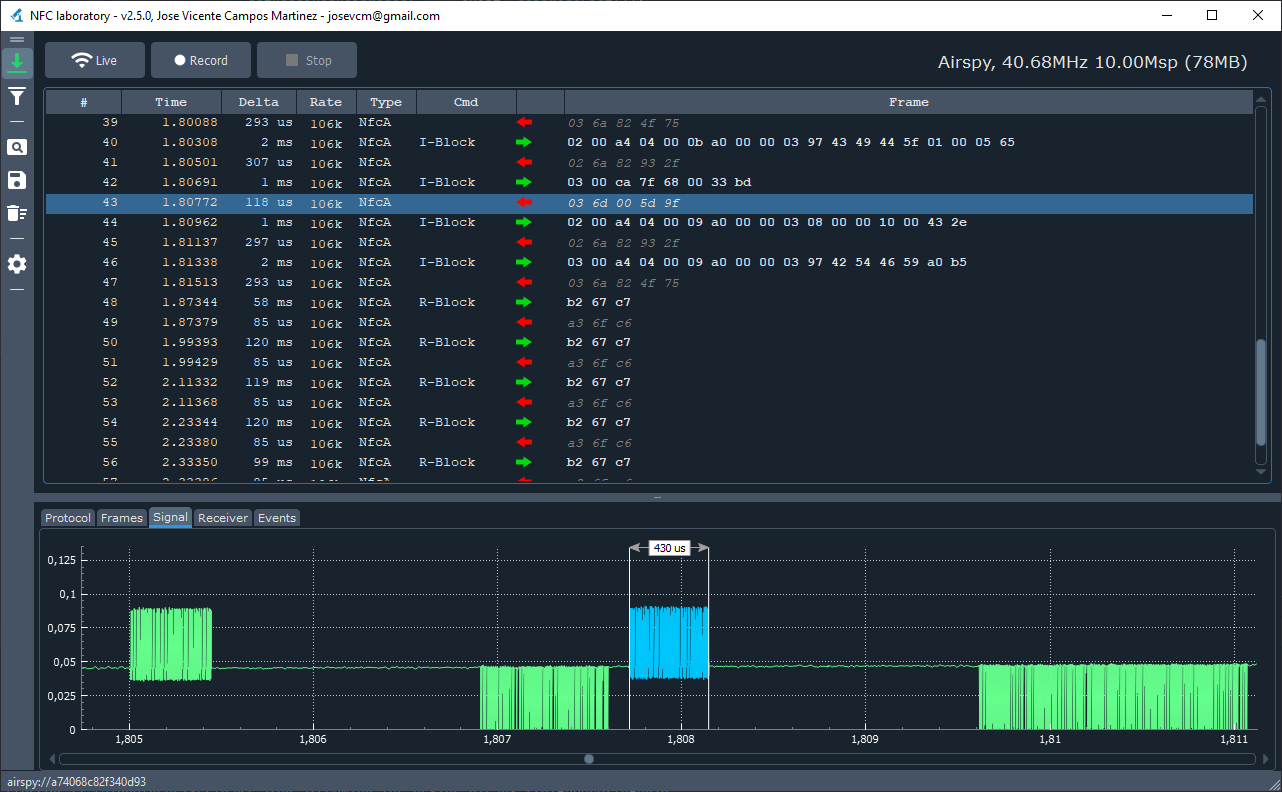 NFC laboratory - v2.5.0, Jose Vicente Campos Martinez - josevcm@gmail.com
Live Record Stop Airspy, 40.68MHz 10.00Msp (78MB)
# Time Delta Rate Type Cmd Frame
39 1.80088 293 us 106k NfcA 03 6a 82 4f 75
40 1.80308 2 ms 106k NfcA I-Block 02 00 a4 04 00 0b a0 00 00 03 97 43 49 44 5f 01 00 05 65
41 1.80501 307 us 106k NfcA 02 6a 82 93 2f
42 1.80691 1 ms 106k NfcA I-Block 03 00 ca 7f 68 00 33 bd
43 1.80772 118 us 106k NfcA 03 6d 00 5d 9f
44 1.80962 1 ms 106k NfcA I-Block 02 00 a4 04 00 09 a0 00 00 03 08 00 00 10 00 43 2e
45 1.81137 297 us 106k NfcA 02 6a 82 93 2f
46 1.81338 2 ms 106k NfcA I-Block 03 00 a4 04 00 09 a0 00 00 03 97 42 54 46 59 a0 b5
47 1.81513 293 us 106k NfcA 03 6a 82 4f 75
48 1.87344 58 ms 106k NfcA R-Block b2 67 c7
49 1.87379 85 us 106k NfcA a3 6f c6
50 1.99393 120 ms 106k NfcA R-Block b2 67 c7
51 1.99429 85 us 106k NfcA a3 6f c6
52 2.11332 119 ms 106k NfcA R-Block b2 67 c7
53 2.11368 85 us 106k NfcA a3 6f c6
54 2.23344 120 ms 106k NfcA R-Block b2 67 c7
55 2.23380 85 us 106k NfcA a3 6f c6
56 2.33350 99 ms 106k NfcA R-Block b2 67 c7
Protocol Frames Signal Receiver Events
430 us
0,125
0,1
0,075
0,05
0,025
0
1,805 1,806 1,807 1,808 1,809 1,81 1,811
airspy://a74068c82f340d93